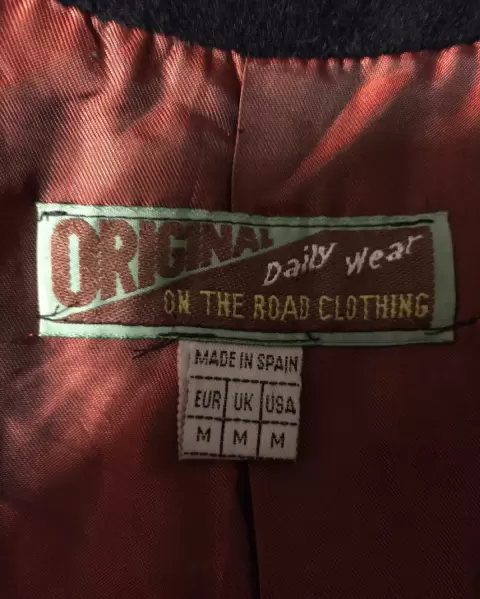 ORIGINAL
Daily Wear
ON THE ROAD CLOTHING
MADE IN SPAIN
EUR UK USA
M M M